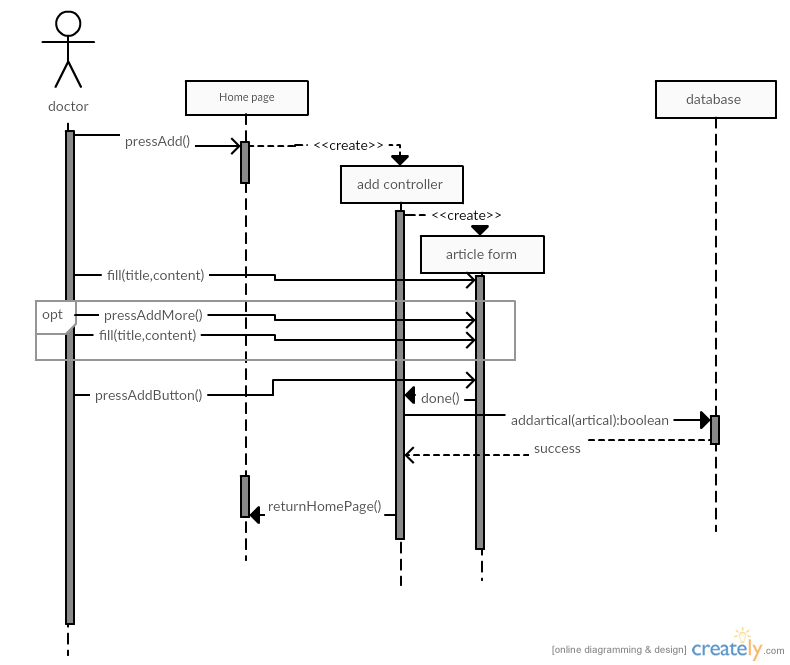 doctor
Home page
database
pressAdd()
<<create>>
add controller
<<create>>
article form
fill(title,content)
opt
pressAddMore()
fill(title,content)
pressAddButton()
done()
addartical(artical):boolean
success
returnHomePage()
[online diagramming & design] creately.com